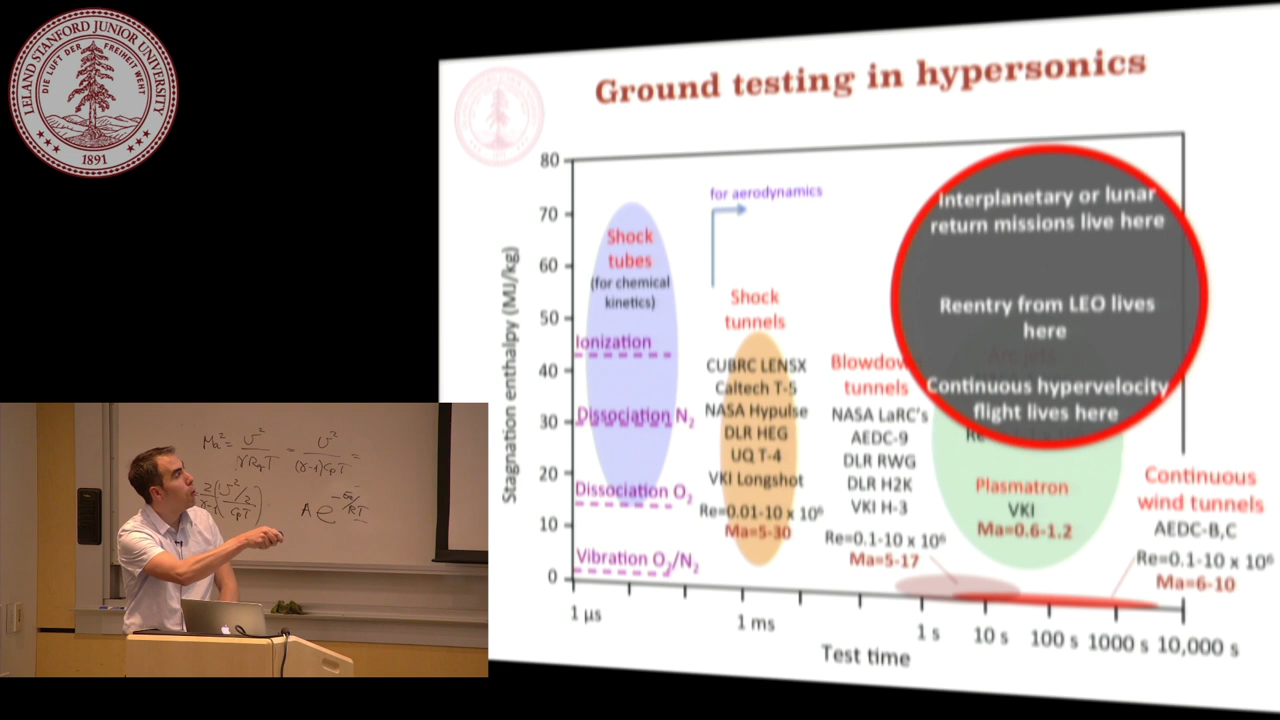 LELAND STANFORD JUNIOR UNIVERSITY
DIE LUFT DER FREIHEIT WEHT
1891
Ground testing in hypersonics
80
70
60
50
40
30
20
10
0
Stagnation enthalpy (MJ/kg)
for aerodynamics
Shock
tubes
(for chemical
kinetics)
Ionization
Dissociation N₂
Dissociation O₂
Vibration O₂/N₂
Shock
tunnels
CUBRC LENSX
Caltech T-5
NASA Hypulse
DLR HEG
UQ T-4
VKI Longshot
Re=0.01-10 x 10⁶
Ma=5-30
Blowdown
tunnels
NASA LaRC's
AEDC-9
DLR RWG
DLR H2K
VKI H-3
Re=0.1-10 x 10⁶
Ma=5-17
Interplanetary or lunar
return missions live here
Reentry from LEO lives
here
Arc jets
Continuous hypervelocity
flight lives here
Plasmatron
VKI
Ma=0.6-1.2
Continuous
wind tunnels
AEDC-B,C
Re=0.1-10 x 10⁶
Ma=6-10
1 µs
1 ms
1 s
10 s
100 s
1000 s
10,000 s
Test time